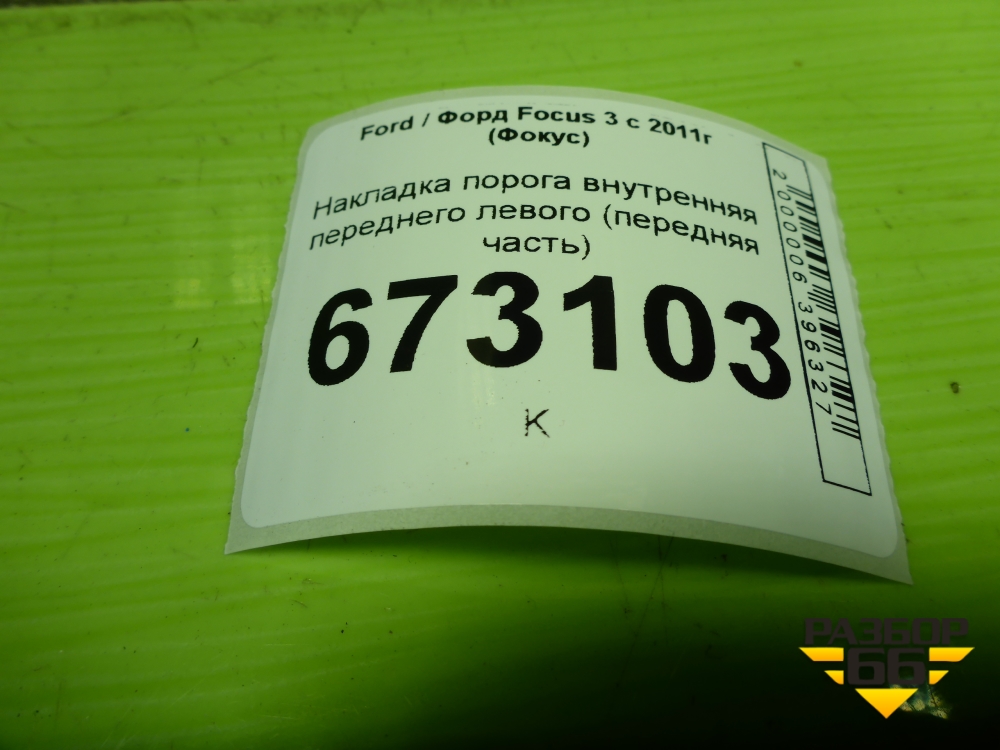 Ford / Форд Focus 3 с 2011г
(Фокус)
Накладка порога внутренняя
переднего левого (передняя
часть)
673103
К
2000006396327
РАЗБОР
66